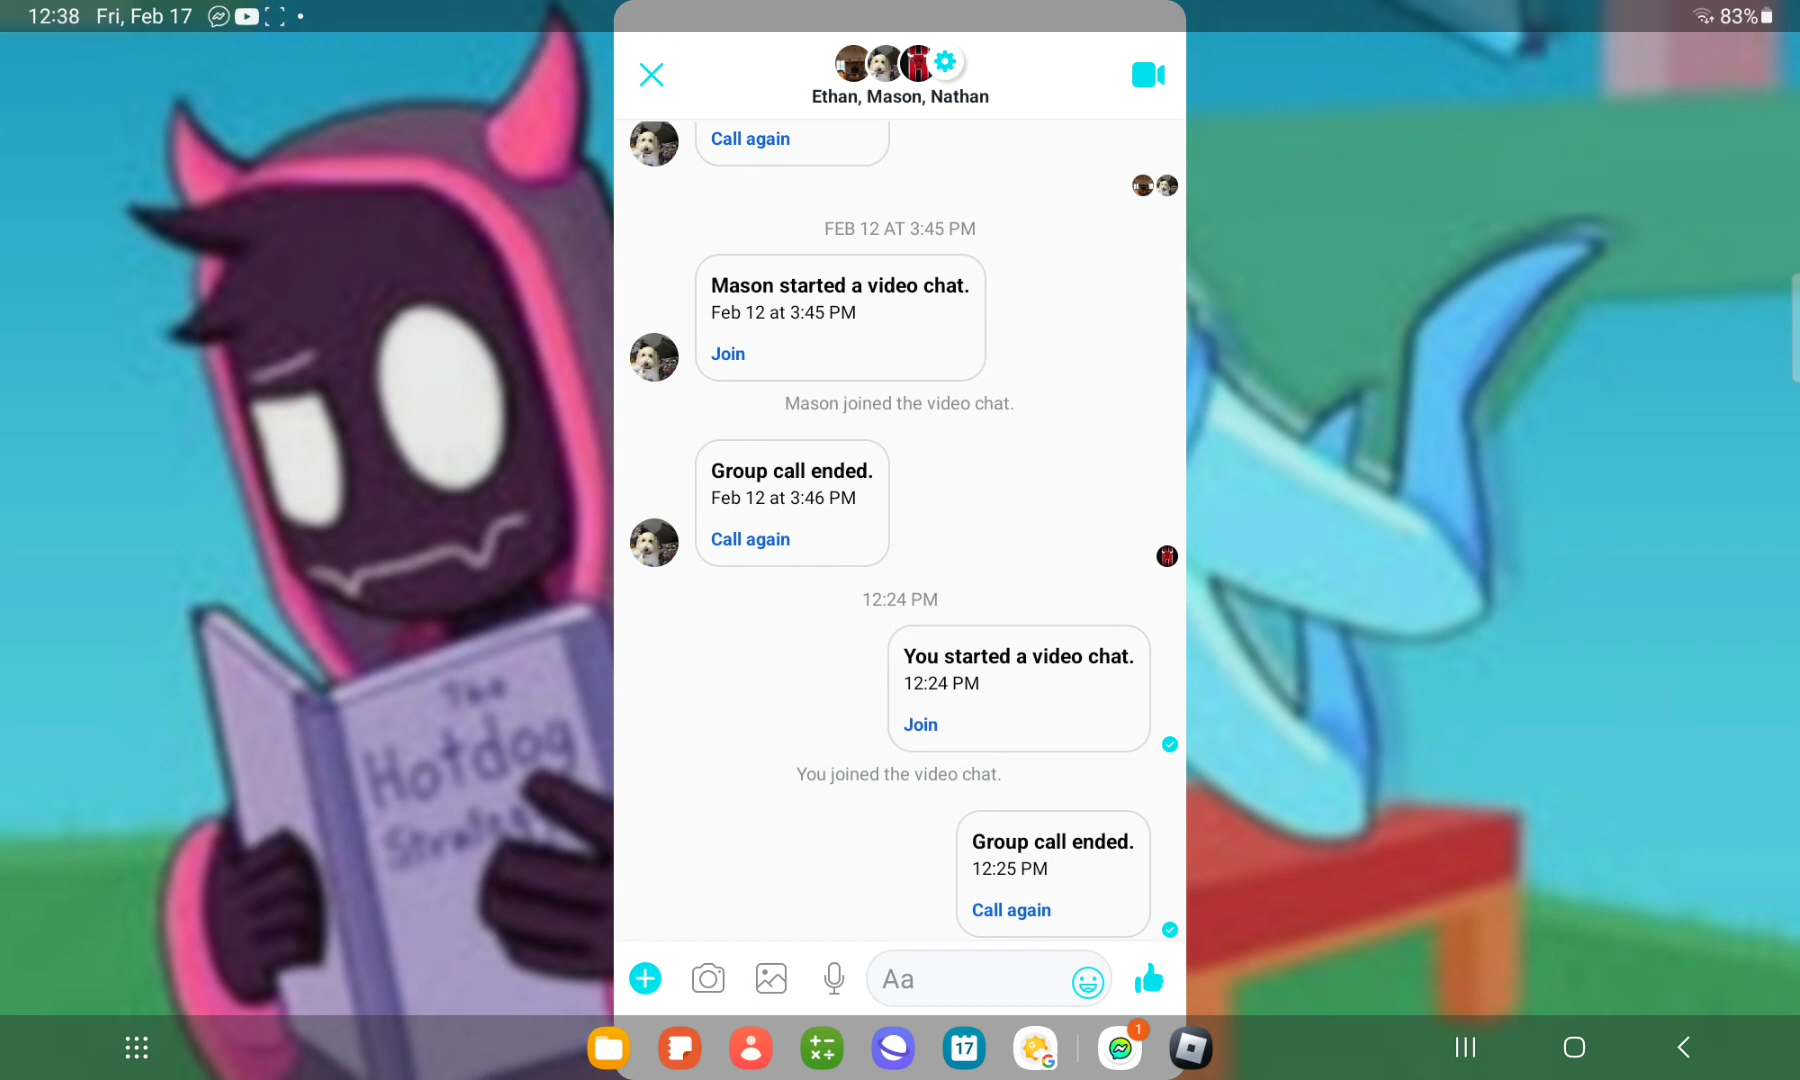 12:38 Fri, Feb 17
83%
Ethan, Mason, Nathan
Call again
FEB 12 AT 3:45 PM
Mason started a video chat.
Feb 12 at 3:45 PM
Join
Mason joined the video chat.
Group call ended.
Feb 12 at 3:46 PM
Call again
12:24 PM
You started a video chat.
12:24 PM
Join
You joined the video chat.
Group call ended.
12:25 PM
Call again
Aa
The
Hotdog
17
1